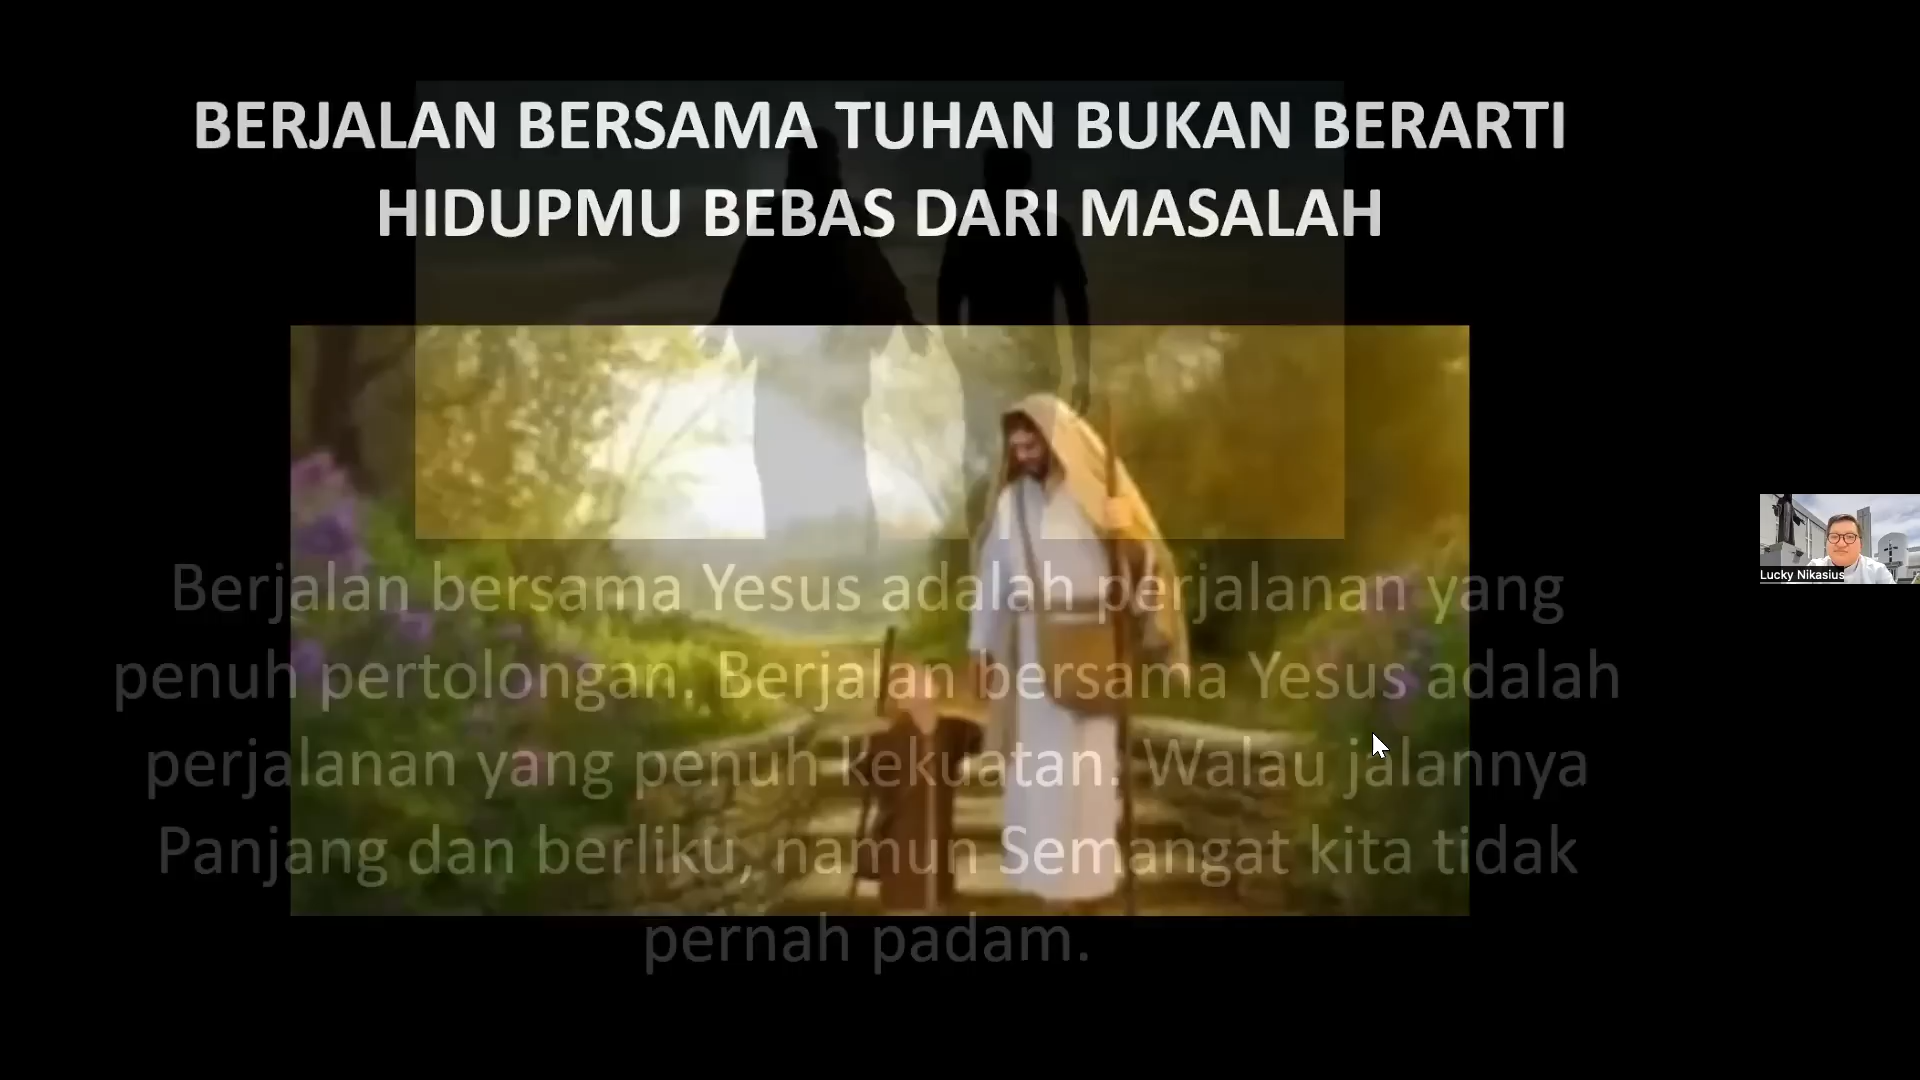 BERJALAN BERSAMA TUHAN BUKAN BERARTI
HIDUPMU BEBAS DARI MASALAH
Berjalan bersama Yesus adalah perjalanan yang
penuh pertolongan. Berjalan bersama Yesus adalah
perjalanan yang penuh kekuatan. Walau jalannya
Panjang dan berliku, namun Semangat kita tidak
pernah padam.
Lucky Nikasius